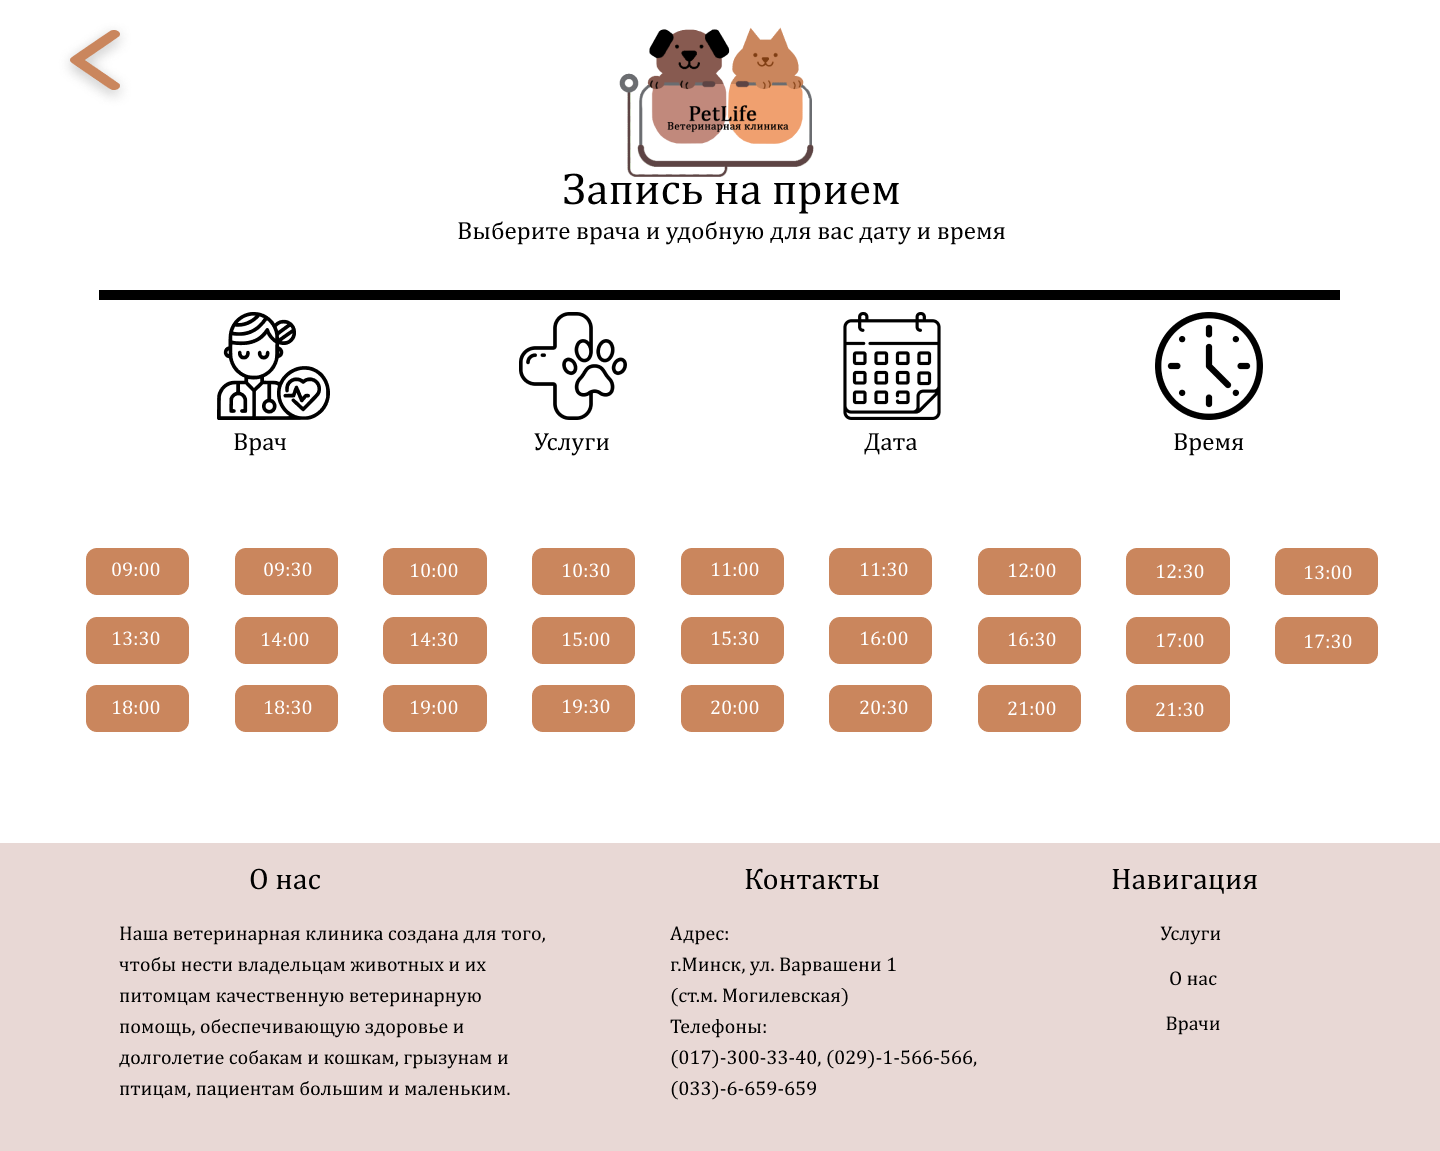 PetLife
Ветеринарная клиника
Запись на прием
Выберите врача и удобную для вас дату и время
Врач
Услуги
Дата
Время
09:00 09:30 10:00 10:30 11:00 11:30 12:00 12:30 13:00
13:30 14:00 14:30 15:00 15:30 16:00 16:30 17:00 17:30
18:00 18:30 19:00 19:30 20:00 20:30 21:00 21:30
О нас
Наша ветеринарная клиника создана для того,
чтобы нести владельцам животных и их
питомцам качественную ветеринарную
помощь, обеспечивающую здоровье и
долголетие собакам и кошкам, грызунам и
птицам, пациентам большим и маленьким.
Контакты
Адрес:
г.Минск, ул. Варвашени 1
(ст.м. Могилевская)
Телефоны:
(017)-300-33-40, (029)-1-566-566,
(033)-6-659-659
Навигация
Услуги
О нас
Врачи